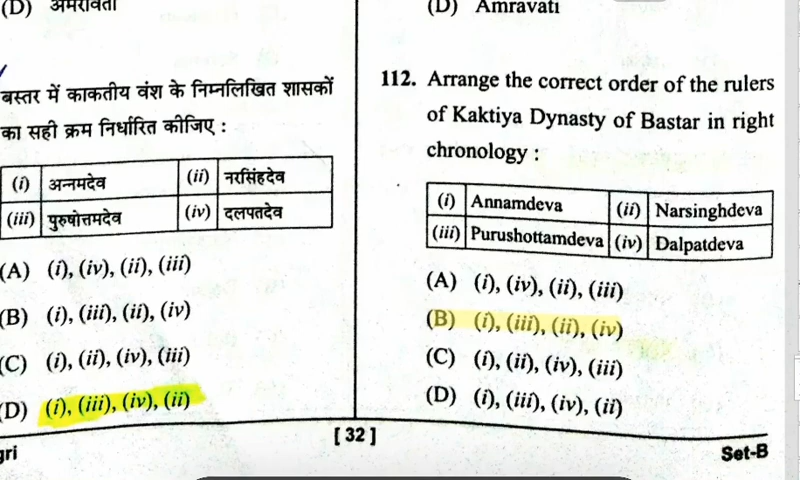 (D) अमरावती
बस्तर में काकतीय वंश के निम्नलिखित शासकों
का सही क्रम निर्धारित कीजिए :
(i) अन्नमदेव (ii) नरसिंहदेव
(iii) पुरुषोत्तमदेव (iv) दलपतदेव
(A) (i), (iv), (ii), (iii)
(B) (i), (iii), (ii), (iv)
(C) (i), (ii), (iv), (iii)
(D) (i), (iii), (iv), (ii)
gri
(D) Amravati
112. Arrange the correct order of the rulers
of Kaktiya Dynasty of Bastar in right
chronology :
(i) Annamdeva (ii) Narsinghdeva
(iii) Purushottamdeva (iv) Dalpatdeva
(A) (i), (iv), (ii), (iii)
(B) (i), (iii), (ii), (iv)
(C) (i), (ii), (iv), (iii)
(D) (i), (iii), (iv), (ii)
[ 32 ]
Set-B